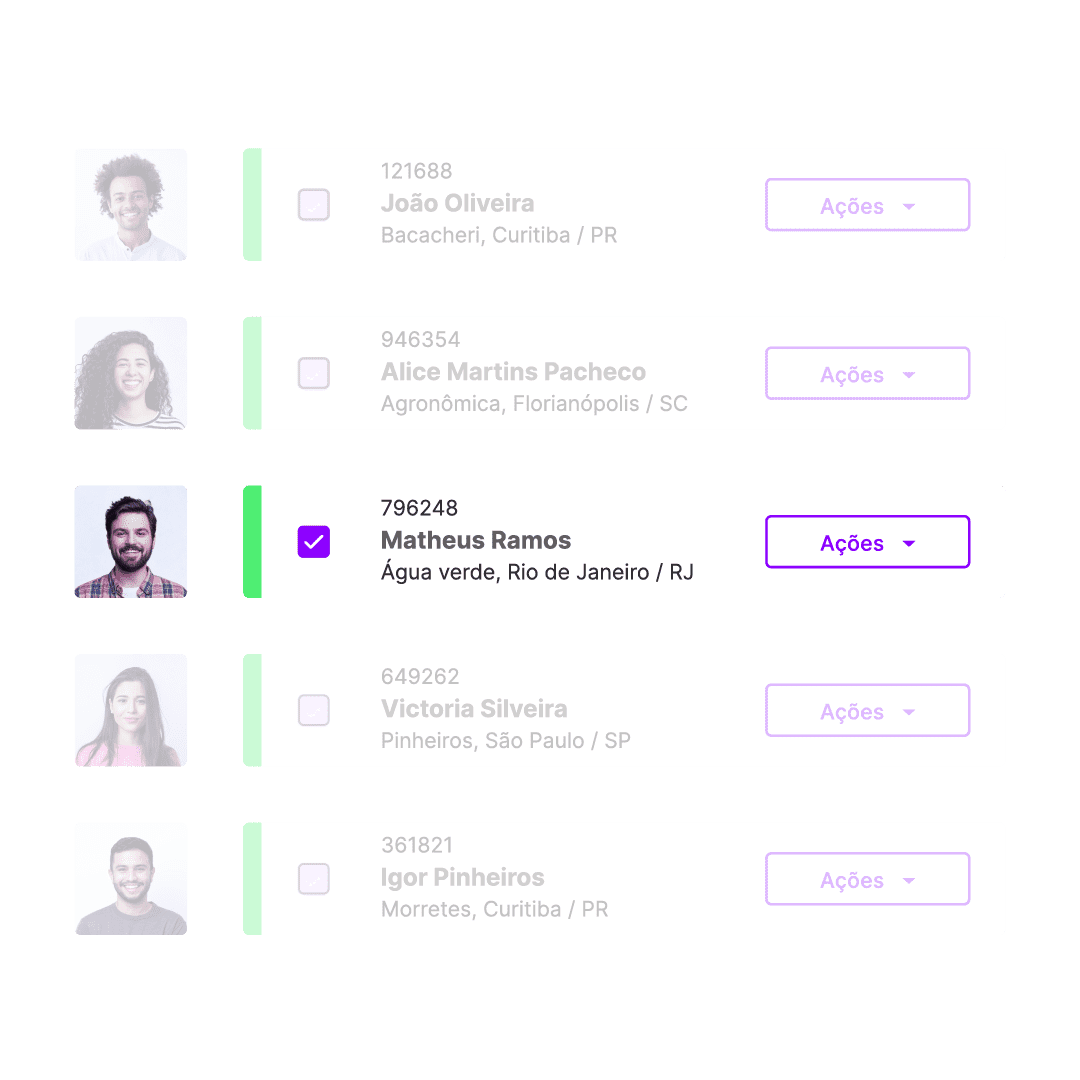 121688
João Oliveira
Bacacheri, Curitiba / PR
Ações
946354
Alice Martins Pacheco
Agronômica, Florianópolis / SC
Ações
796248
Matheus Ramos
Água verde, Rio de Janeiro / RJ
Ações
649262
Victoria Silveira
Pinheiros, São Paulo / SP
Ações
361821
Igor Pinheiros
Morretes, Curitiba / PR
Ações